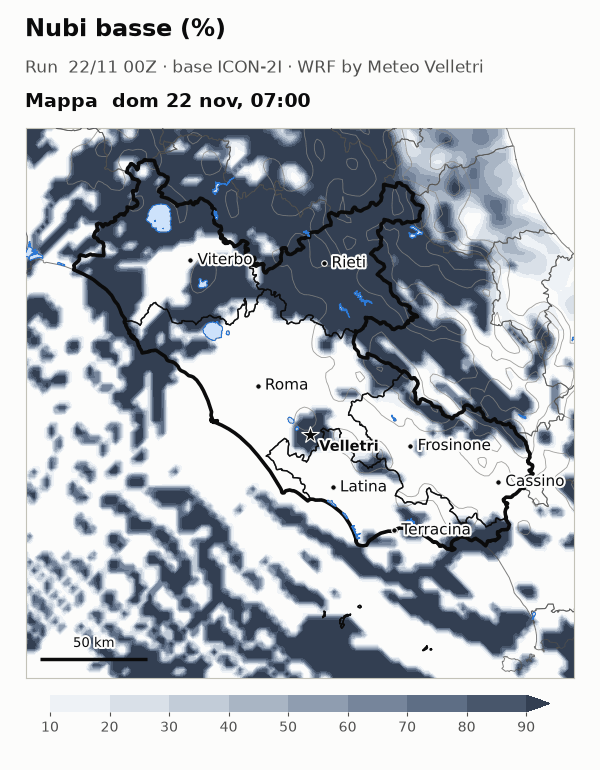 Nubi basse (%)
Run  22/11 00Z · base ICON-2I · WRF by Meteo Velletri
Mappa  dom 22 nov, 07:00
Viterbo
Rieti
Roma
Velletri
Frosinone
Cassino
Latina
Terracina
50 km
10 20 30 40 50 60 70 80 90